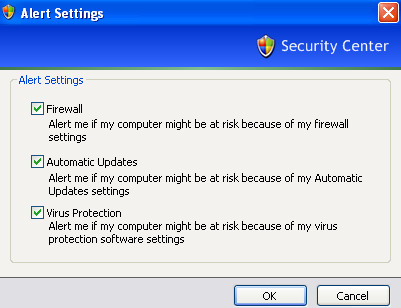 Alert Settings
Security Center
Alert Settings
Firewall
Alert me if my computer might be at risk because of my firewall
settings
Automatic Updates
Alert me if my computer might be at risk because of my Automatic
Updates settings
Virus Protection
Alert me if my computer might be at risk because of my virus
protection software settings
OK
Cancel